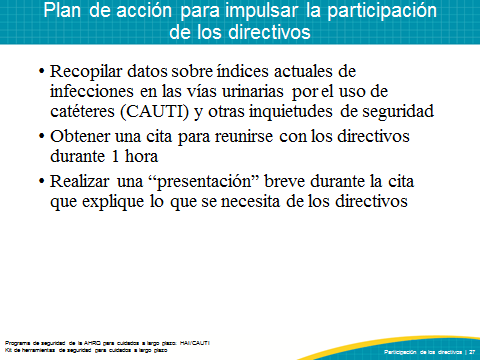 Plan de acción para impulsar la participación
de los directivos
• Recopilar datos sobre índices actuales de
infecciones en las vías urinarias por el uso de
catéteres (CAUTI) y otras inquietudes de seguridad
• Obtener una cita para reunirse con los directivos
durante 1 hora
• Realizar una “presentación” breve durante la cita
que explique lo que se necesita de los directivos
Programa de seguridad de la AHRQ para cuidados a largo plazo: HAI/CAUTI
Kit de herramientas de seguridad para cuidados a largo plazo
Participación de los directivos | 27